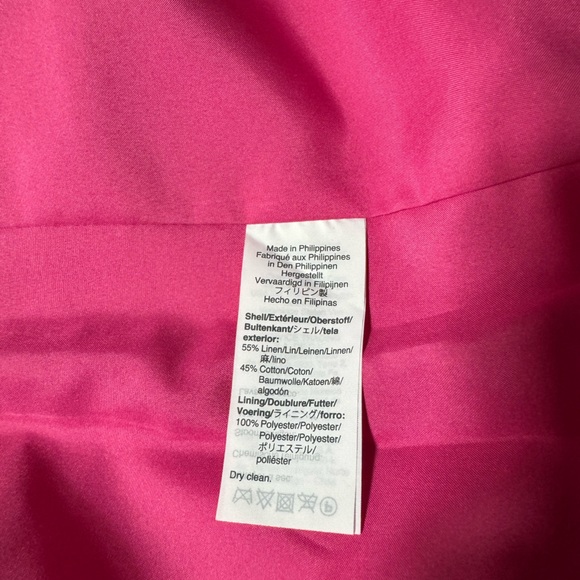 Made in Philippines
Fabriqué aux Philippines
in Den Philippinen
Hergestellt
Vervaardigd in Filipijnen
フィリピン製
Hecho en Filipinas
Shell/Extérieur/Oberstoff/
Buitenkant/シェル/tela
exterior:
55% Linen/Lin/Leinen/Linnen/
麻/lino
45% Cotton/Coton/
Baumwolle/Katoen/綿/
algodón
Lining/Doublure/Futter/
Voering/ライニング/forro:
100% Polyester/Polyester/
Polyester/Polyester/
ポリエステル/
poliéster
Dry clean.